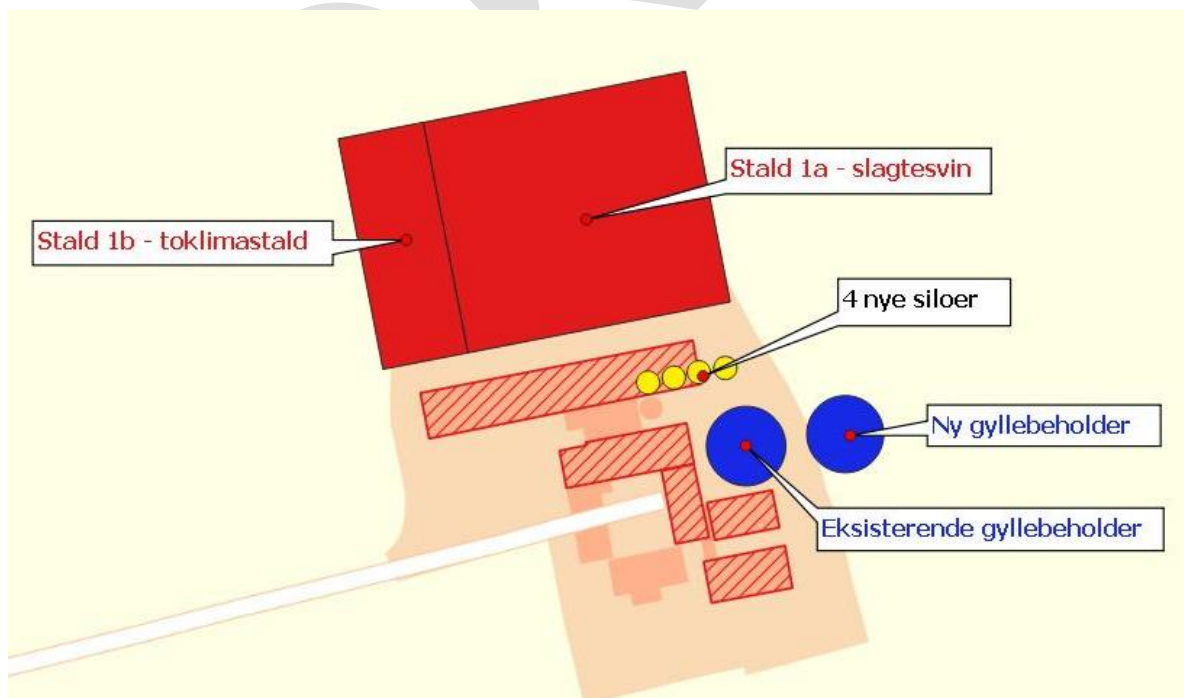 Stald 1a - slagtesvin
Stald 1b - toklimastald
4 nye siloer
Ny gyllebeholder
Eksisterende gyllebeholder